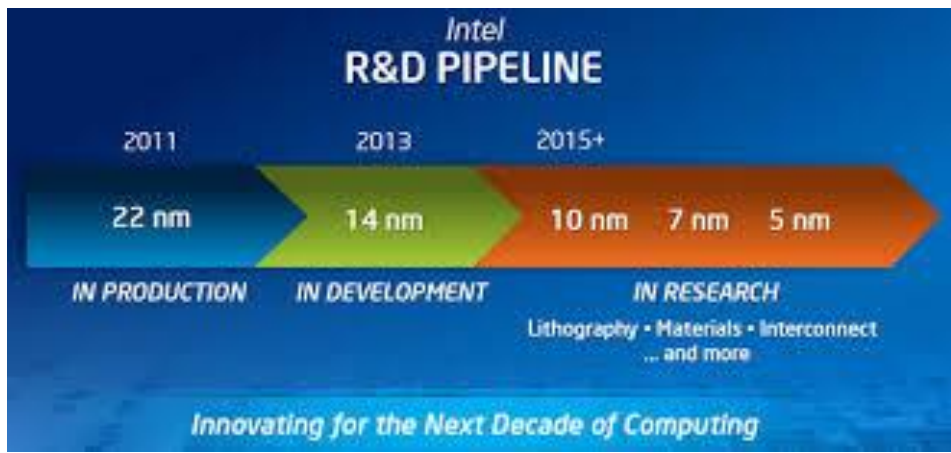 Intel
R&D PIPELINE
2011 2013 2015+
22 nm 14 nm 10 nm 7 nm 5 nm
IN PRODUCTION IN DEVELOPMENT IN RESEARCH
Lithography • Materials • Interconnect
... and more
Innovating for the Next Decade of Computing